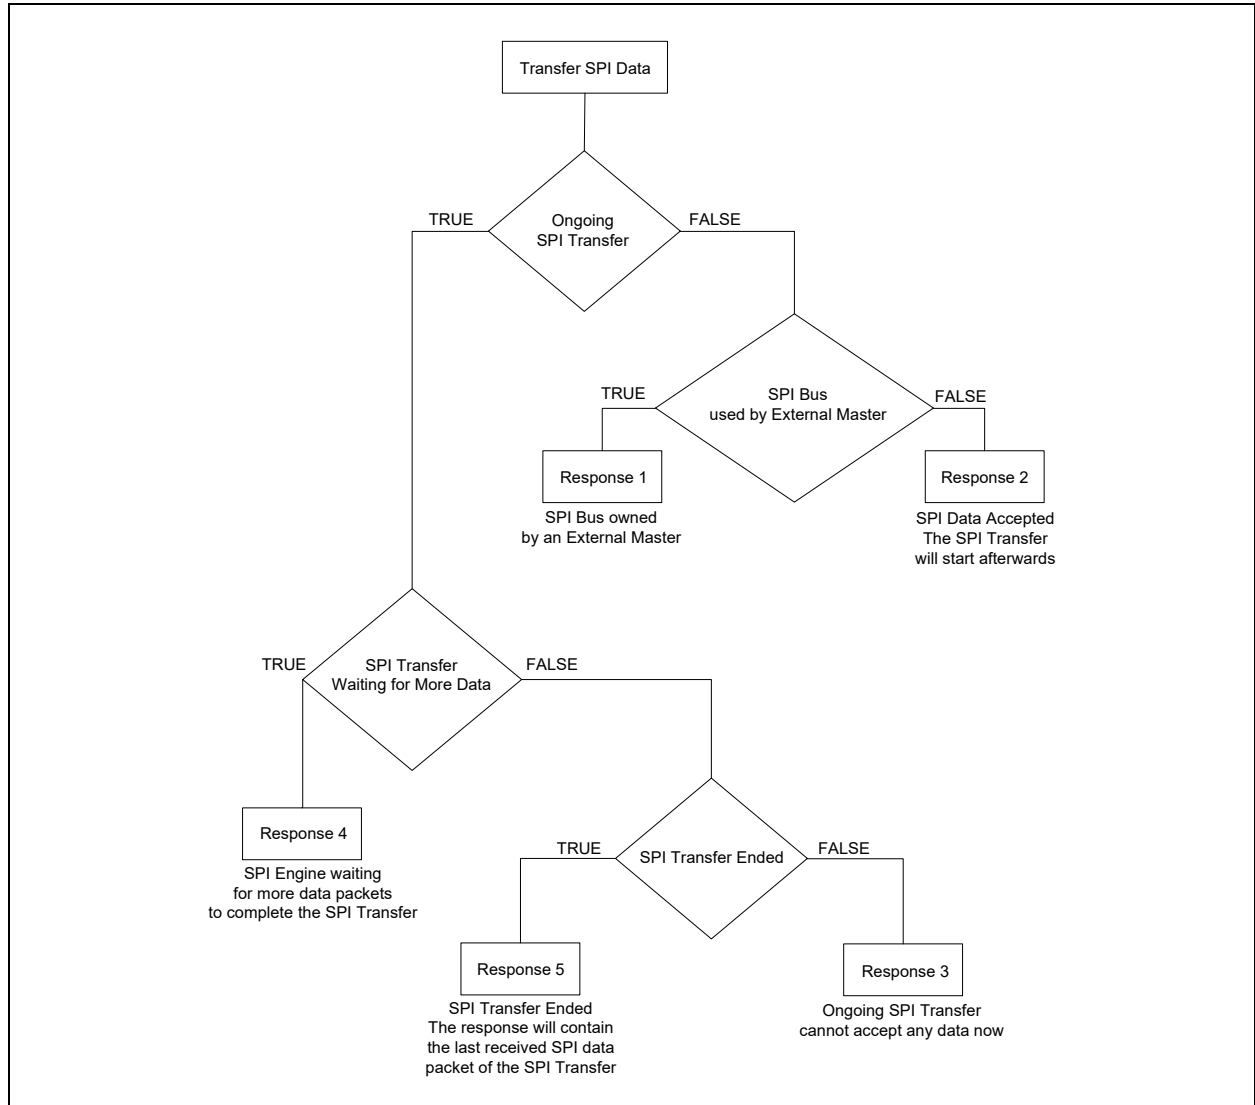 Transfer SPI Data
Ongoing
SPI Transfer
TRUE
FALSE
SPI Bus
used by External Master
TRUE
FALSE
Response 1
SPI Bus owned
by an External Master
Response 2
SPI Data Accepted
The SPI Transfer
will start afterwards
SPI Transfer
Waiting for More Data
TRUE
FALSE
Response 4
SPI Engine waiting
for more data packets
to complete the SPI Transfer
SPI Transfer Ended
TRUE
FALSE
Response 5
SPI Transfer Ended
The response will contain
the last received SPI data
packet of the SPI Transfer
Response 3
Ongoing SPI Transfer
cannot accept any data now